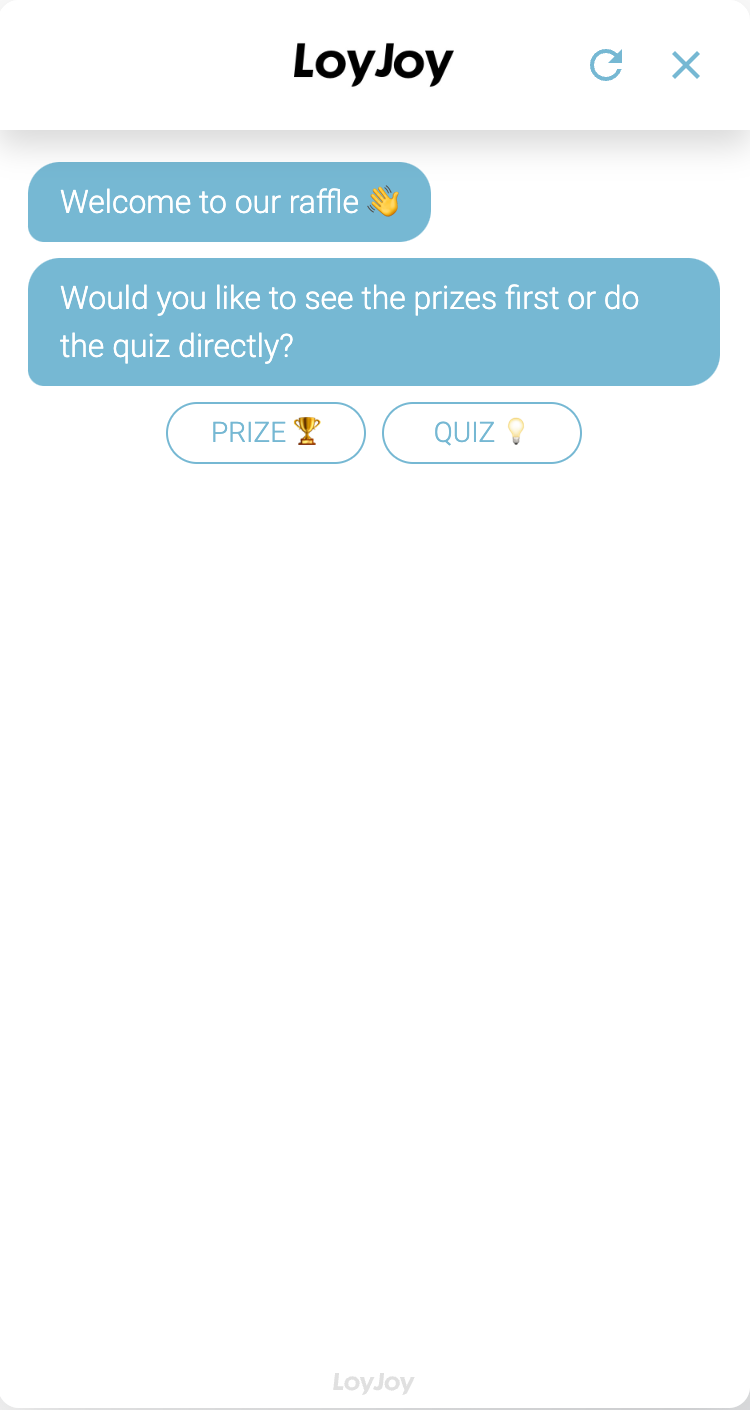 LoyJoy
Welcome to our raffle 👋
Would you like to see the prizes first or do
the quiz directly?
PRIZE 🏆 QUIZ 💡
LoyJoy